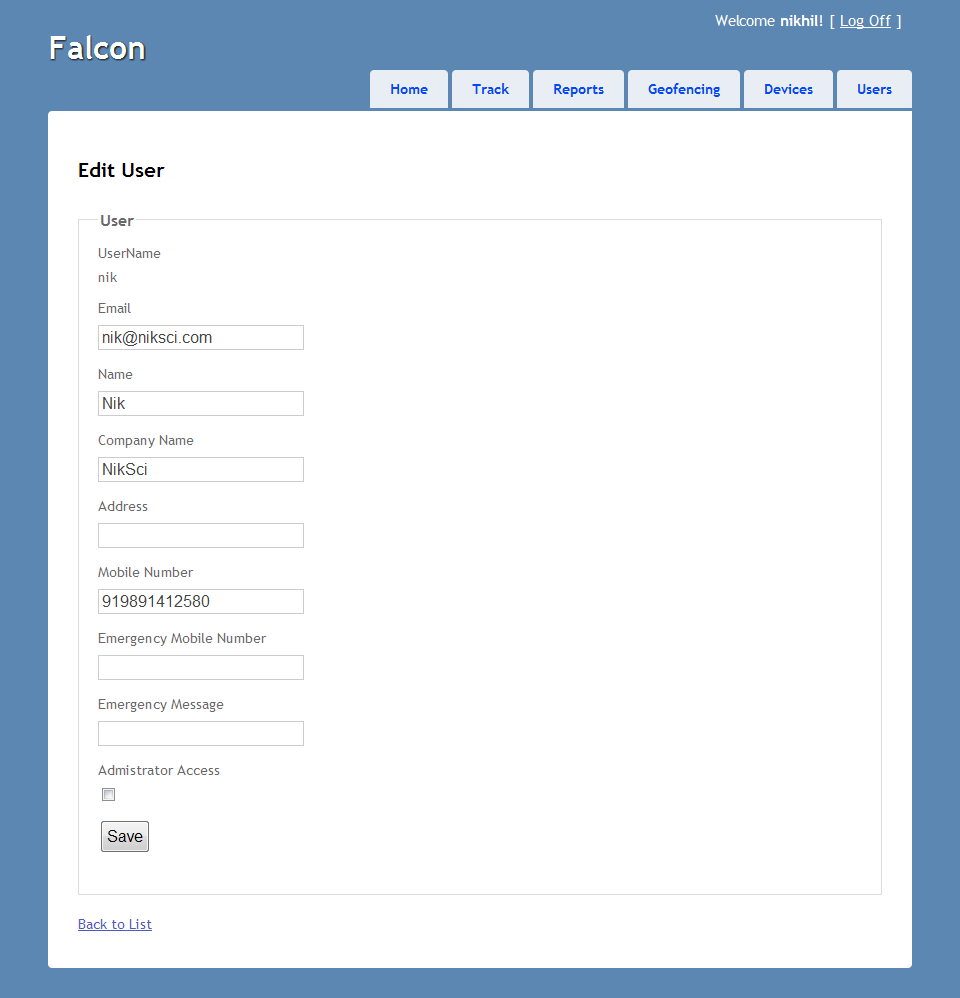 Welcome nikhil! [ Log Off ]
Falcon
Home Track Reports Geofencing Devices Users
Edit User
User
UserName
nik
Email
nik@niksci.com
Name
Nik
Company Name
NikSci
Address
Mobile Number
919891412580
Emergency Mobile Number
Emergency Message
Admistrator Access
Save
Back to List